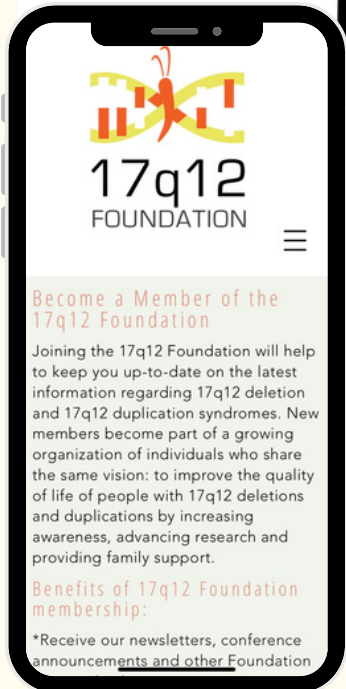 17q12
FOUNDATION
Become a Member of the
17q12 Foundation
Joining the 17q12 Foundation will help
to keep you up-to-date on the latest
information regarding 17q12 deletion
and 17q12 duplication syndromes. New
members become part of a growing
organization of individuals who share
the same vision: to improve the quality
of life of people with 17q12 deletions
and duplications by increasing
awareness, advancing research and
providing family support.
Benefits of 17q12 Foundation
membership:
*Receive our newsletters, conference
announcements and other Foundation